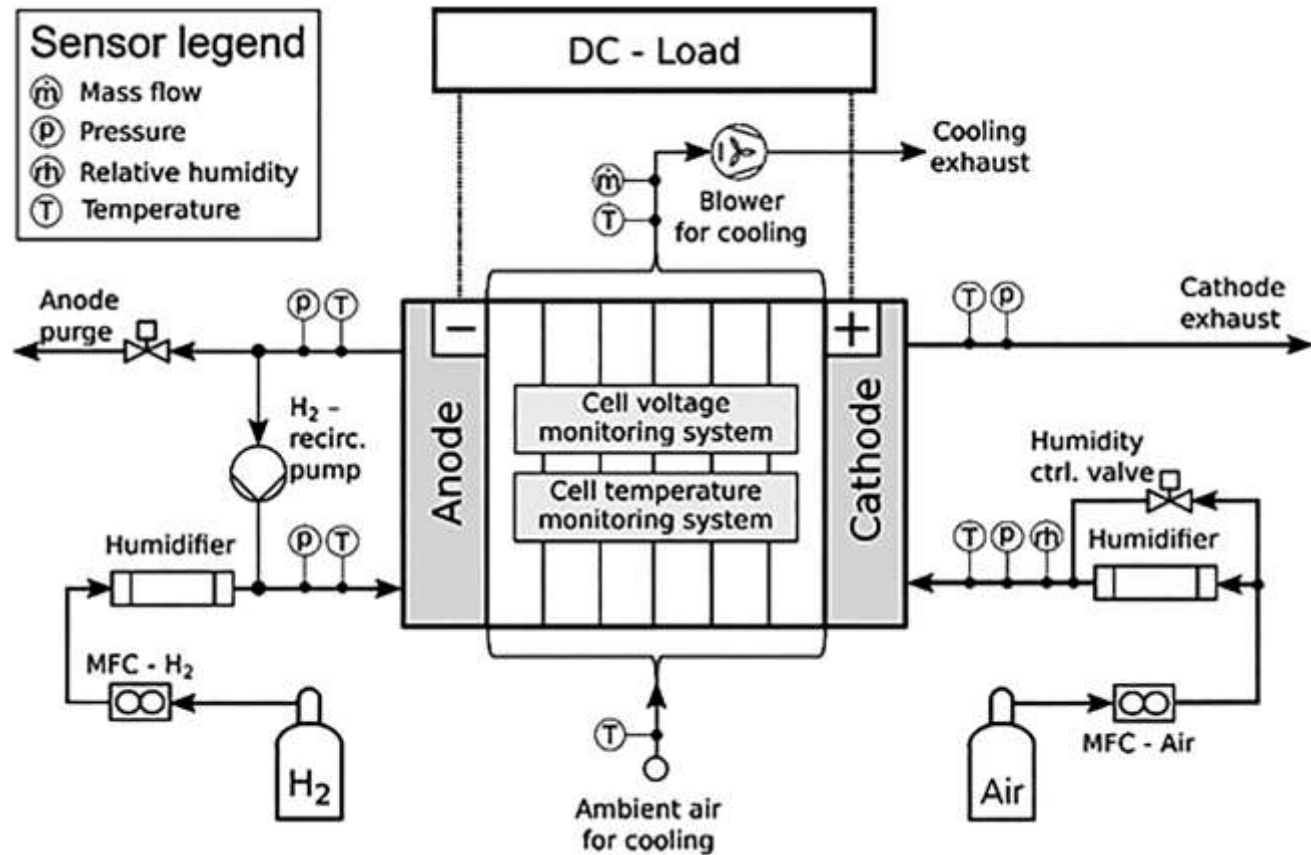 Sensor legend
ṁ Mass flow
p Pressure
rh Relative humidity
T Temperature
DC - Load
Cooling
exhaust
ṁ
T
Blower
for cooling
Anode
purge
p T
−
+
T p
Cathode
exhaust
H₂ –
recirc.
pump
Anode
Cell voltage
monitoring system
Cell temperature
monitoring system
Cathode
Humidity
ctrl. valve
Humidifier
p T
T p rh
Humidifier
MFC - H₂
H₂
T
Ambient air
for cooling
Air
MFC - Air